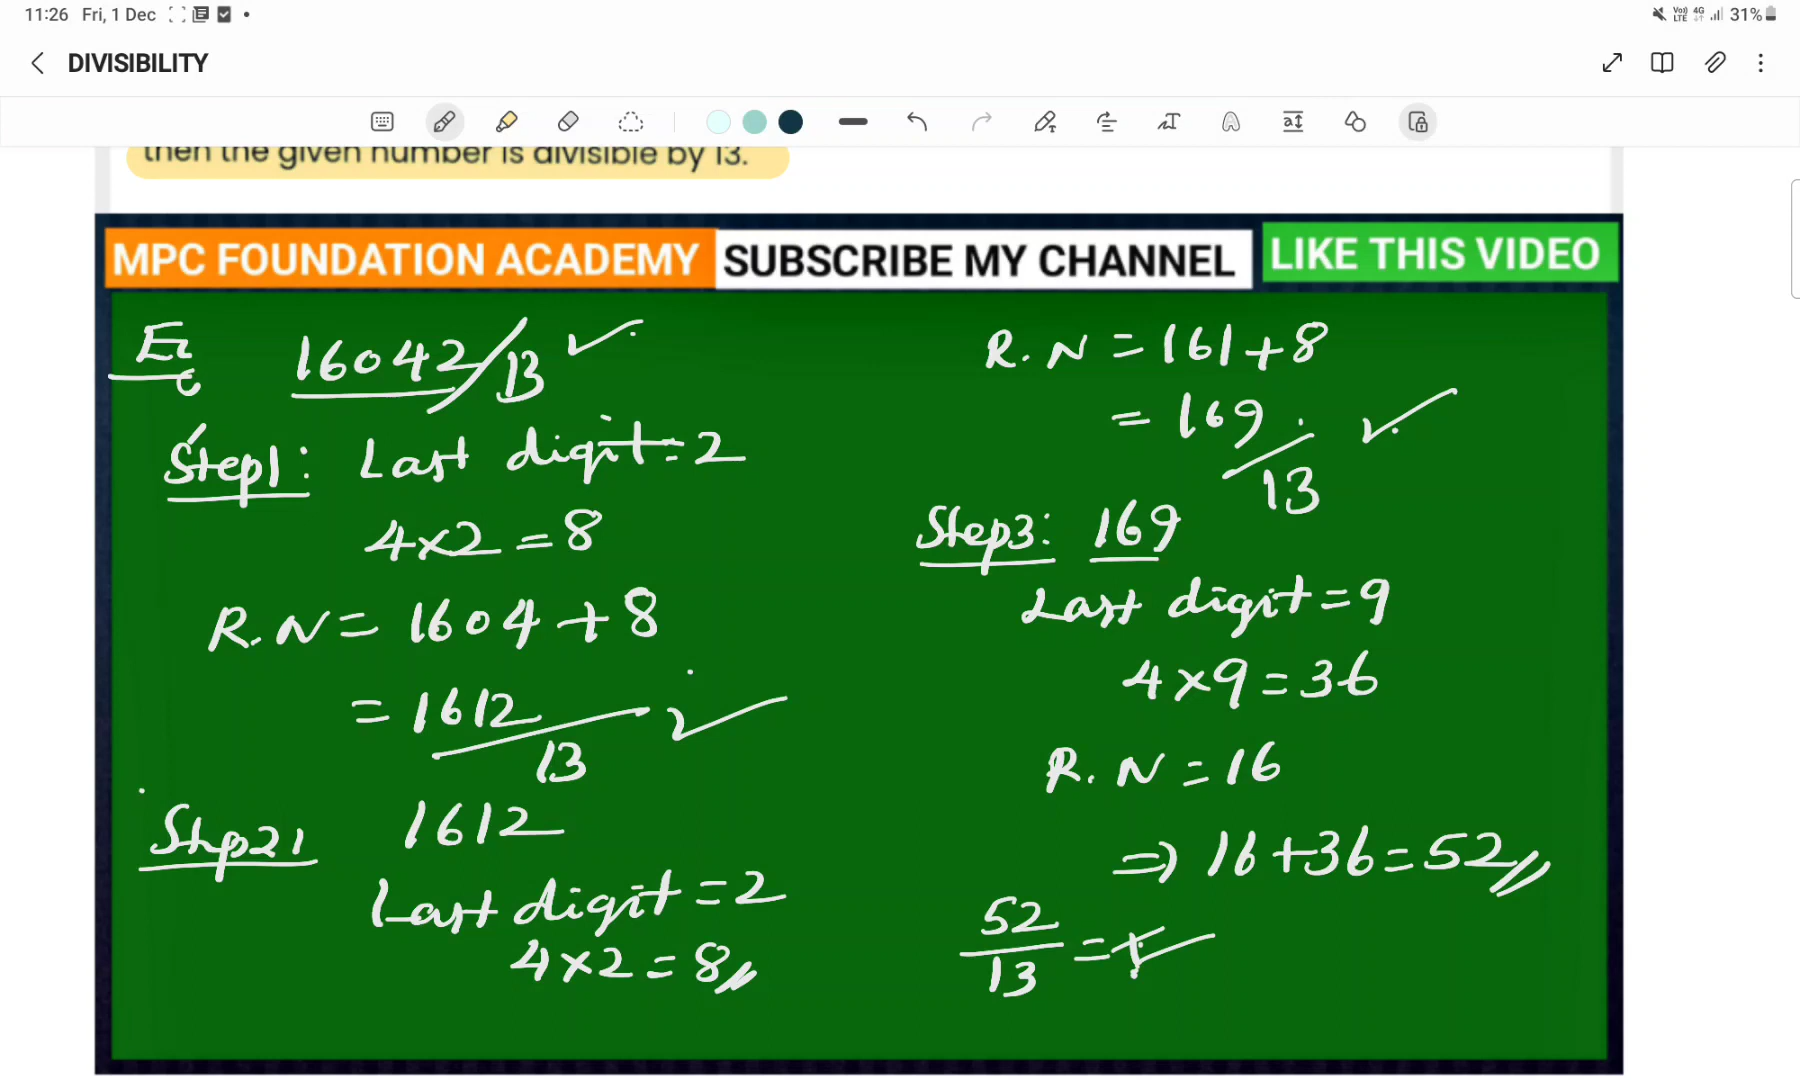 11:26 Fri, 1 Dec
31%
DIVISIBILITY
then the given number is divisible by 13.
MPC FOUNDATION ACADEMY
SUBSCRIBE MY CHANNEL
LIKE THIS VIDEO
16042/13 ✓
Step1: Last digit = 2
4×2 = 8
R.N = 1604 + 8
= 1612/13 ✓
Step2: 1612
Last digit = 2
4×2 = 8
R.N = 161+8
= 169/13 ✓
Step3: 169
Last digit = 9
4×9 = 36
R.N = 16
⇒ 16+36 = 52
52/13 = ✓